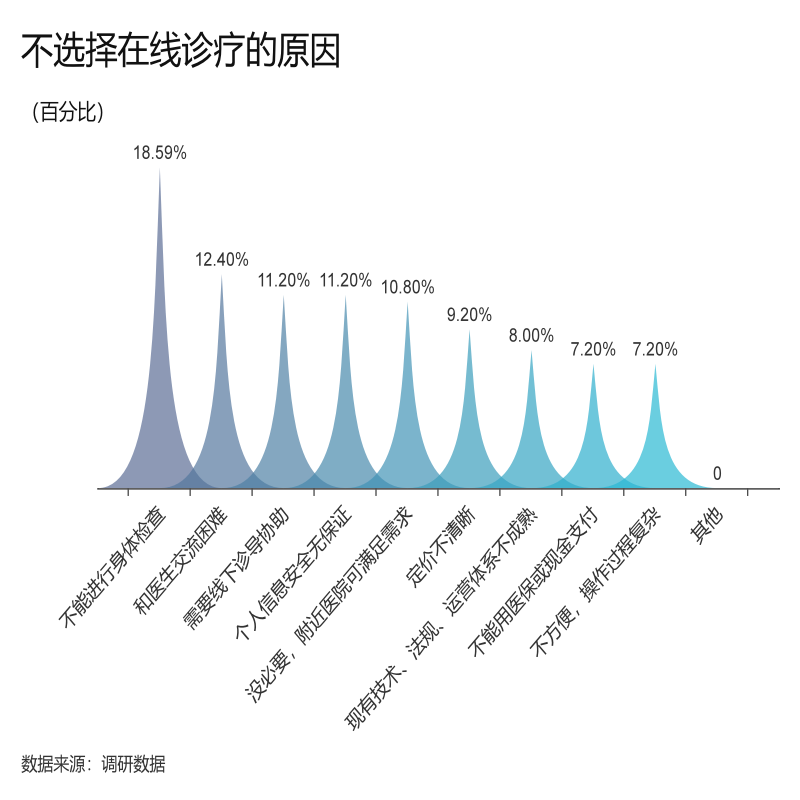 不选择在线诊疗的原因
（百分比）
18.59%
12.40%
11.20%
11.20%
10.80%
9.20%
8.00%
7.20%
7.20%
0
不能进行身体检查
和医生交流困难
需要线下诊导协助
个人信息安全无保证
没必要，附近医院可满足需求
定价不清晰
现有技术、法规、运营体系不成熟
不能用医保或现金支付
不方便，操作过程复杂
其他
数据来源：调研数据